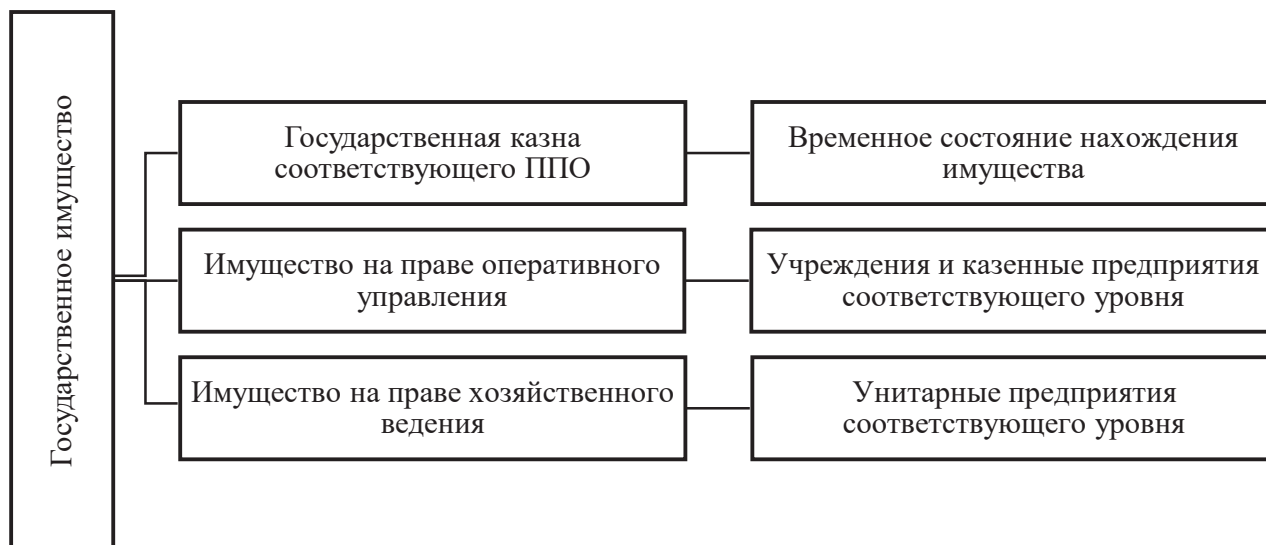 Государственное имущество
Государственная казна
соответствующего ППО
Временное состояние нахождения
имущества
Имущество на праве оперативного
управления
Учреждения и казенные предприятия
соответствующего уровня
Имущество на праве хозяйственного
ведения
Унитарные предприятия
соответствующего уровня